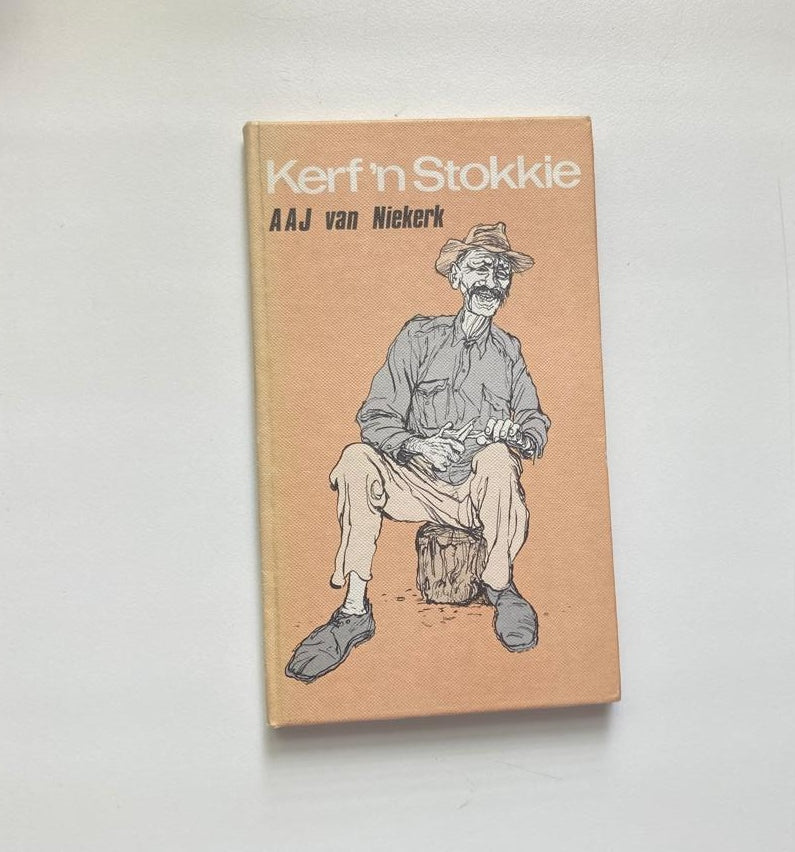 Kerf 'n Stokkie
AAJ van Niekerk